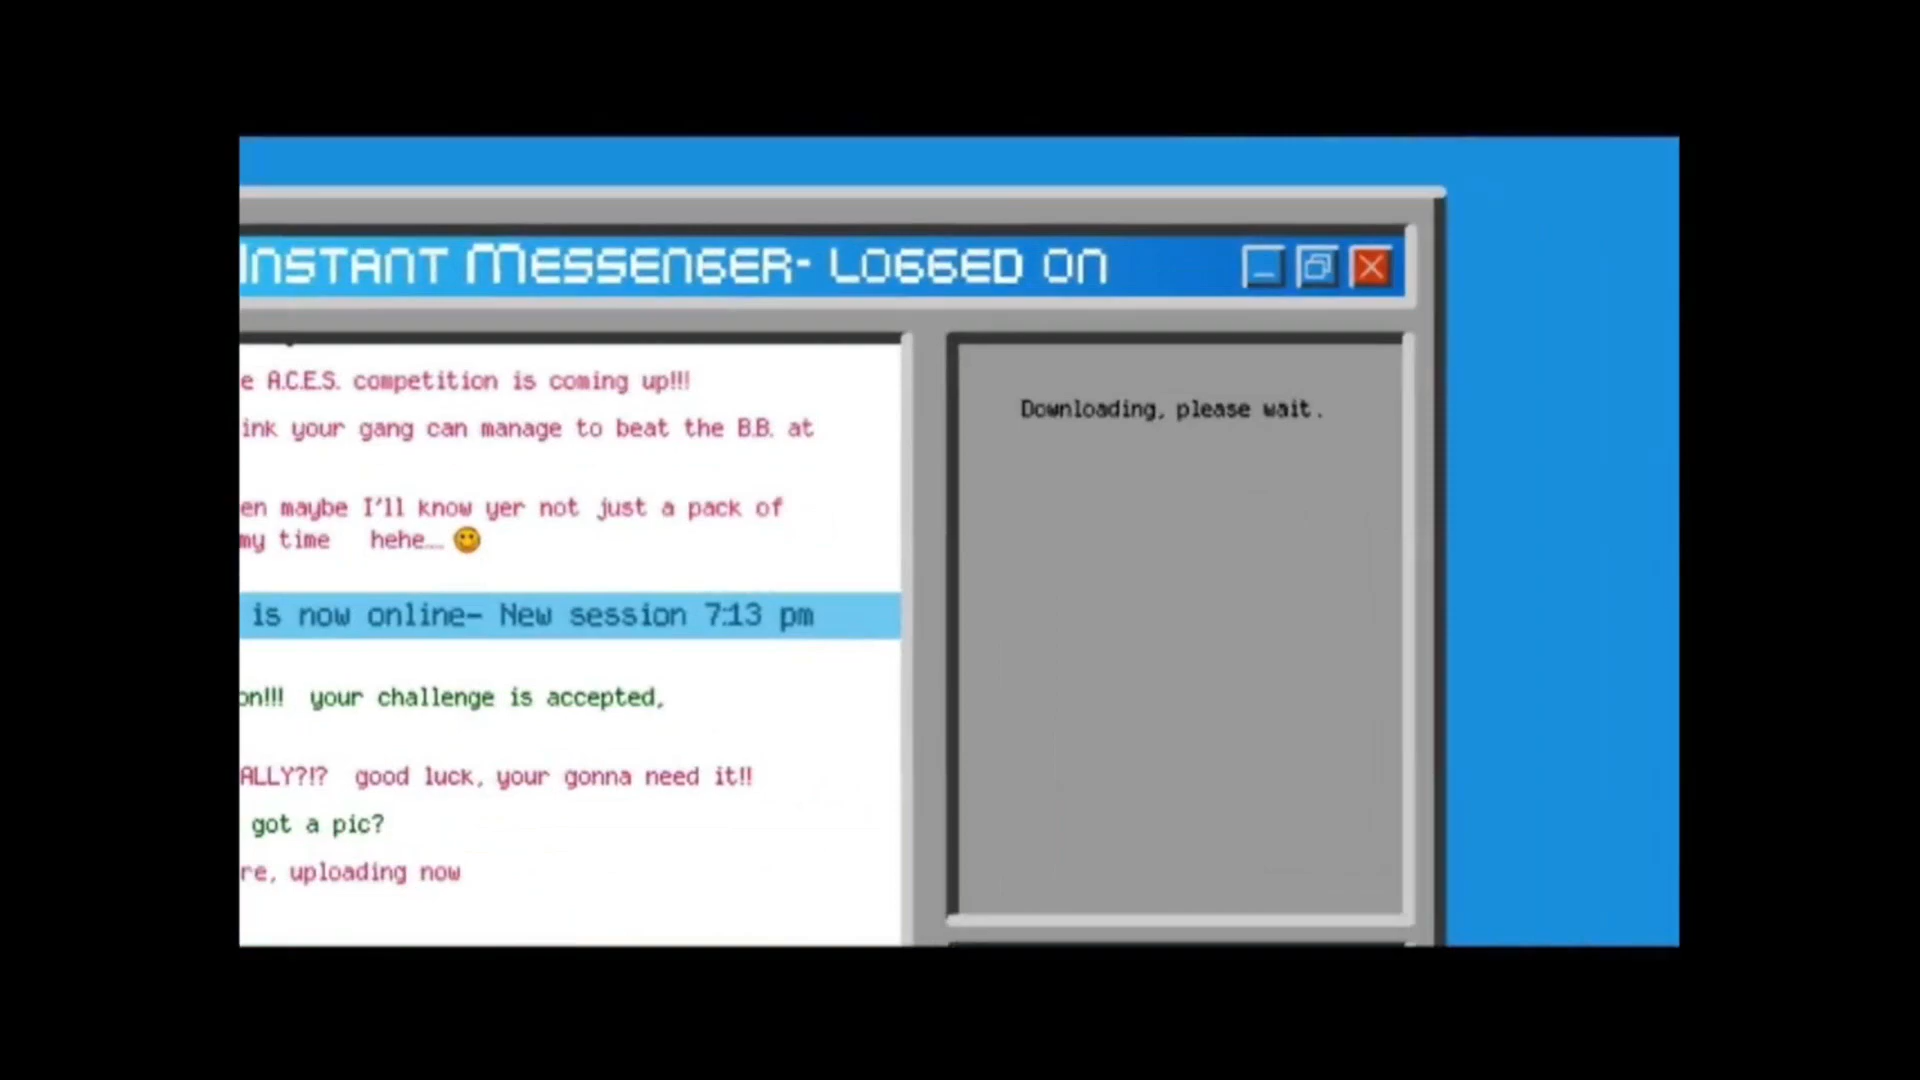 INSTANT MESSENGER- LOGGED ON
e A.C.E.S. competition is coming up!!!
ink your gang can manage to beat the B.B. at
en maybe I'll know yer not just a pack of
my time hehe....
is now online- New session 7:13 pm
on!!! your challenge is accepted,
ALLY?!? good luck, your gonna need it!!
got a pic?
re, uploading now
Downloading, please wait.